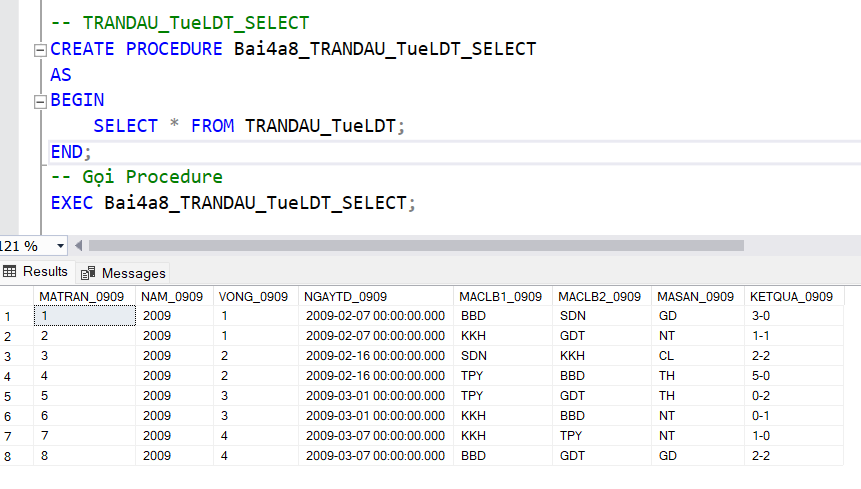 -- TRANDAU_TueLDT_SELECT
CREATE PROCEDURE Bai4a8_TRANDAU_TueLDT_SELECT
AS
BEGIN
SELECT * FROM TRANDAU_TueLDT;
END;
-- Gọi Procedure
EXEC Bai4a8_TRANDAU_TueLDT_SELECT;
121 %
Results Messages
MATRAN_0909 NAM_0909 VONG_0909 NGAYTD_0909 MACLB1_0909 MACLB2_0909 MASAN_0909 KETQUA_0909
1 1 2009 1 2009-02-07 00:00:00.000 BBD SDN GD 3-0
2 2 2009 1 2009-02-07 00:00:00.000 KKH GDT NT 1-1
3 3 2009 2 2009-02-16 00:00:00.000 SDN KKH CL 2-2
4 4 2009 2 2009-02-16 00:00:00.000 TPY BBD TH 5-0
5 5 2009 3 2009-03-01 00:00:00.000 TPY GDT TH 0-2
6 6 2009 3 2009-03-01 00:00:00.000 KKH BBD NT 0-1
7 7 2009 4 2009-03-07 00:00:00.000 KKH TPY NT 1-0
8 8 2009 4 2009-03-07 00:00:00.000 BBD GDT GD 2-2